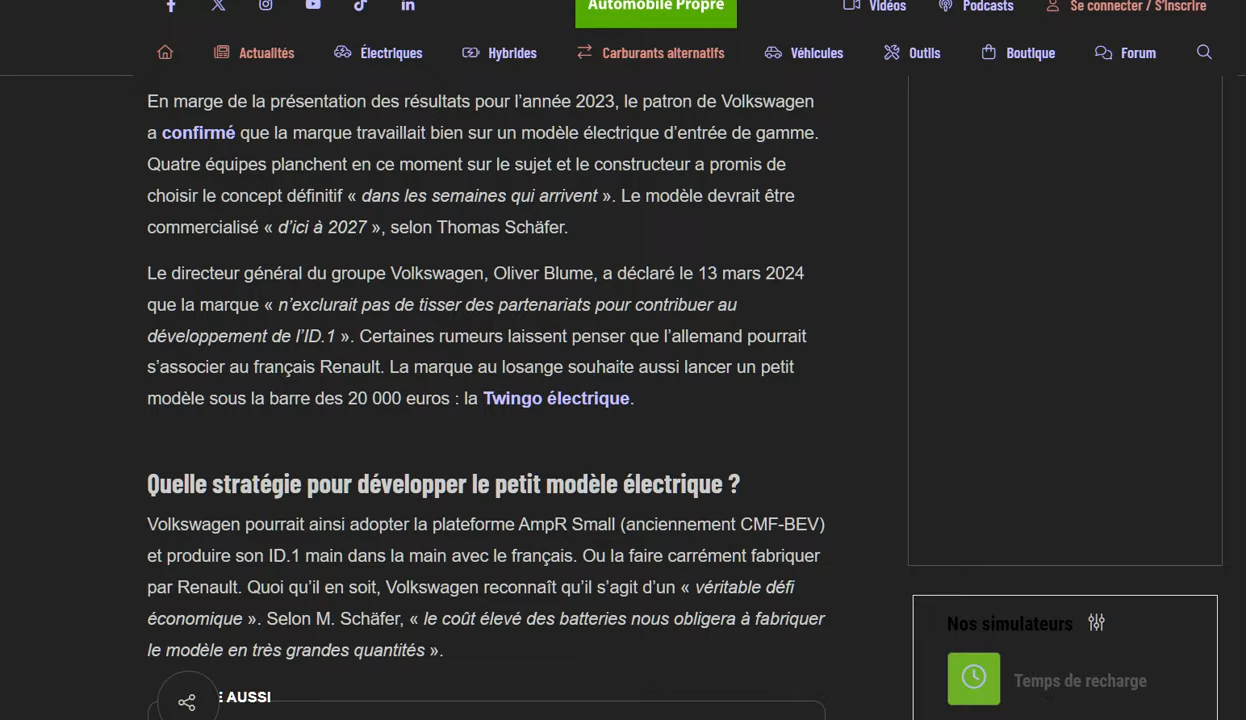 Automobile Propre
Vidéos
Podcasts
Se connecter / S'inscrire
Actualités
Électriques
Hybrides
Carburants alternatifs
Véhicules
Outils
Boutique
Forum
En marge de la présentation des résultats pour l’année 2023, le patron de Volkswagen
a confirmé que la marque travaillait bien sur un modèle électrique d’entrée de gamme.
Quatre équipes planchent en ce moment sur le sujet et le constructeur a promis de
choisir le concept définitif « dans les semaines qui arrivent ». Le modèle devrait être
commercialisé « d’ici à 2027 », selon Thomas Schäfer.
Le directeur général du groupe Volkswagen, Oliver Blume, a déclaré le 13 mars 2024
que la marque « n’exclurait pas de tisser des partenariats pour contribuer au
développement de l’ID.1 ». Certaines rumeurs laissent penser que l’allemand pourrait
s’associer au français Renault. La marque au losange souhaite aussi lancer un petit
modèle sous la barre des 20 000 euros : la Twingo électrique.
Quelle stratégie pour développer le petit modèle électrique ?
Volkswagen pourrait ainsi adopter la plateforme AmpR Small (anciennement CMF-BEV)
et produire son ID.1 main dans la main avec le français. Ou la faire carrément fabriquer
par Renault. Quoi qu’il en soit, Volkswagen reconnaît qu’il s’agit d’un « véritable défi
économique ». Selon M. Schäfer, « le coût élevé des batteries nous obligera à fabriquer
le modèle en très grandes quantités ».
E AUSSI
Nos simulateurs
Temps de recharge